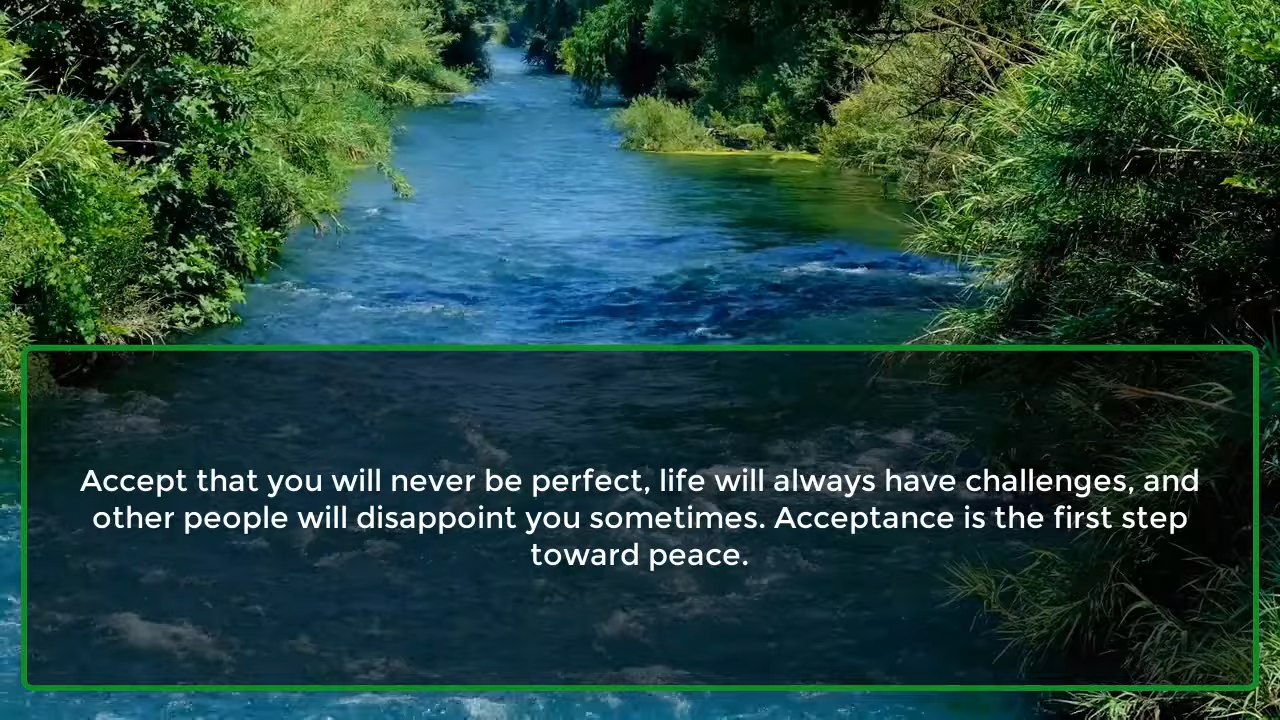 Accept that you will never be perfect, life will always have challenges, and
other people will disappoint you sometimes. Acceptance is the first step
toward peace.